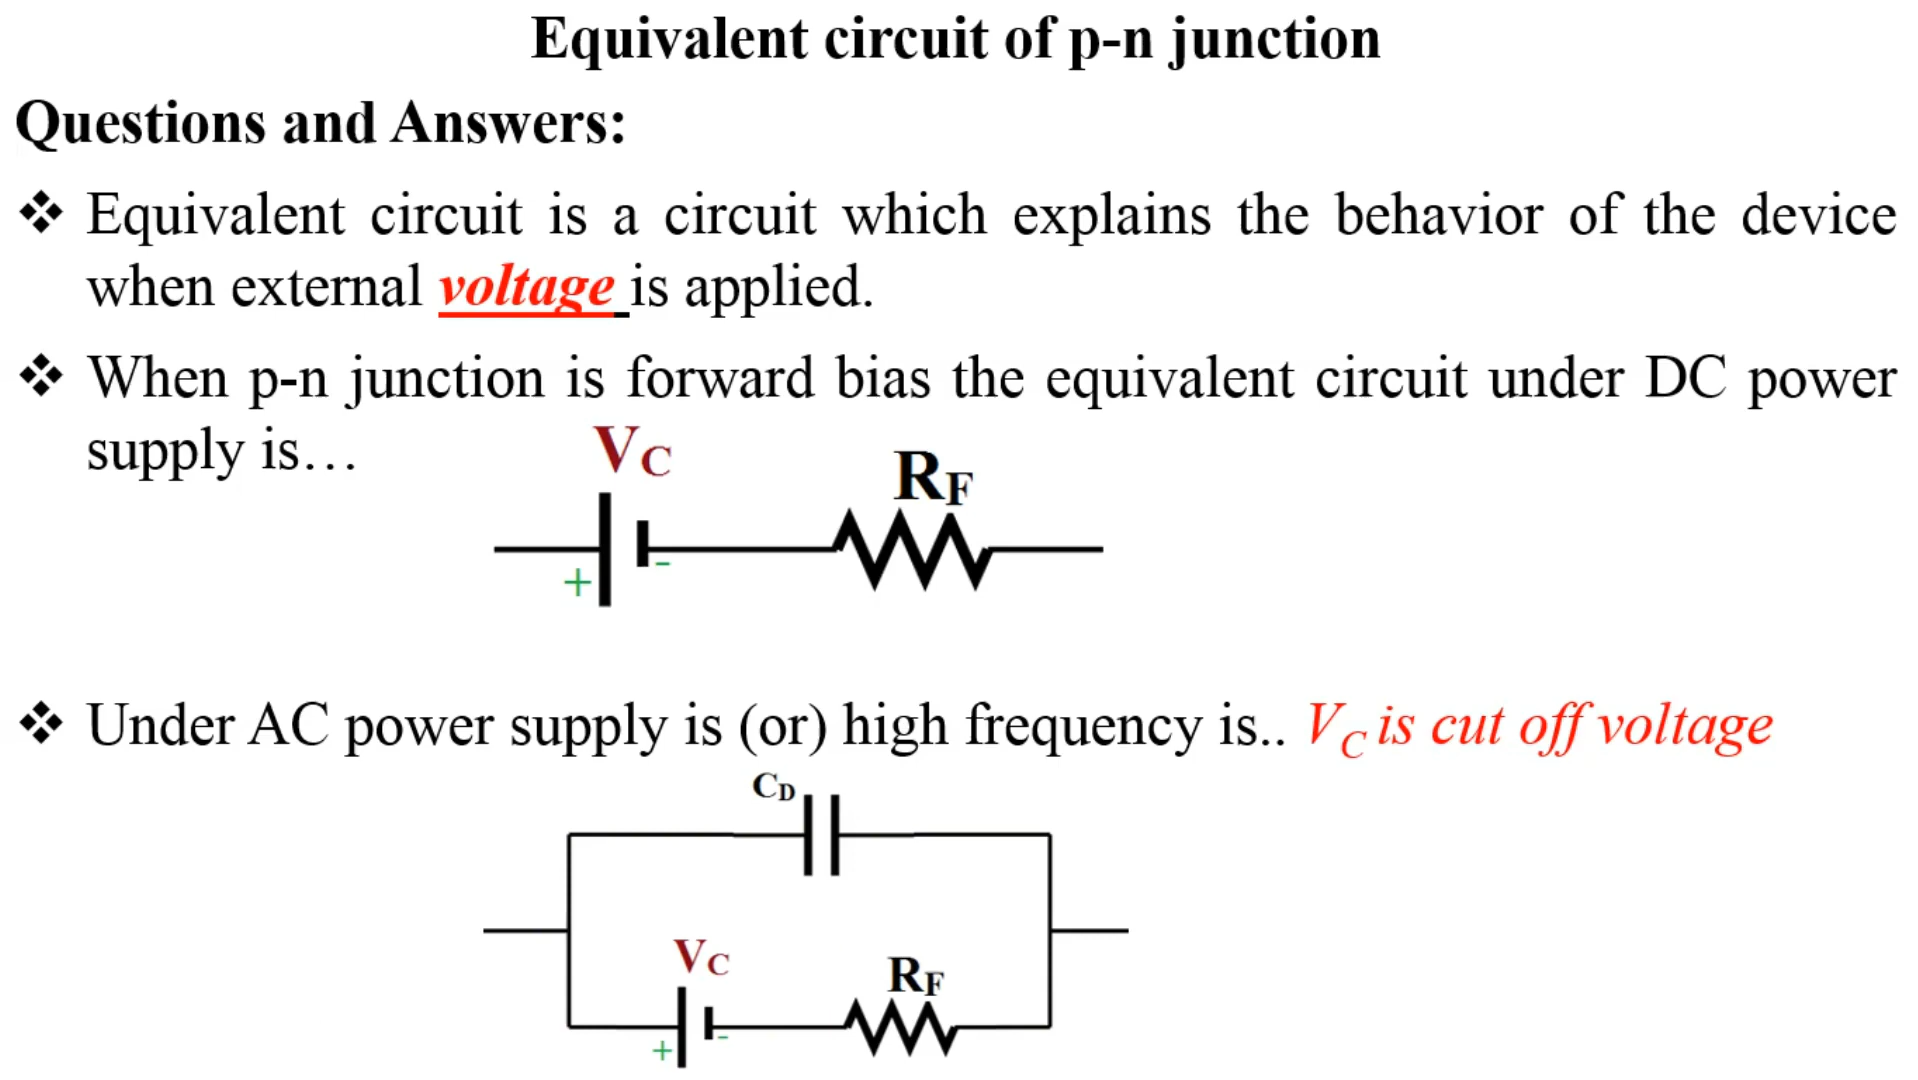 Equivalent circuit of p-n junction
Questions and Answers:
❖ Equivalent circuit is a circuit which explains the behavior of the device
when external voltage is applied.
❖ When p-n junction is forward bias the equivalent circuit under DC power
supply is…
VC
RF
+ -
❖ Under AC power supply is (or) high frequency is.. VC is cut off voltage
CD
VC
RF
+ -